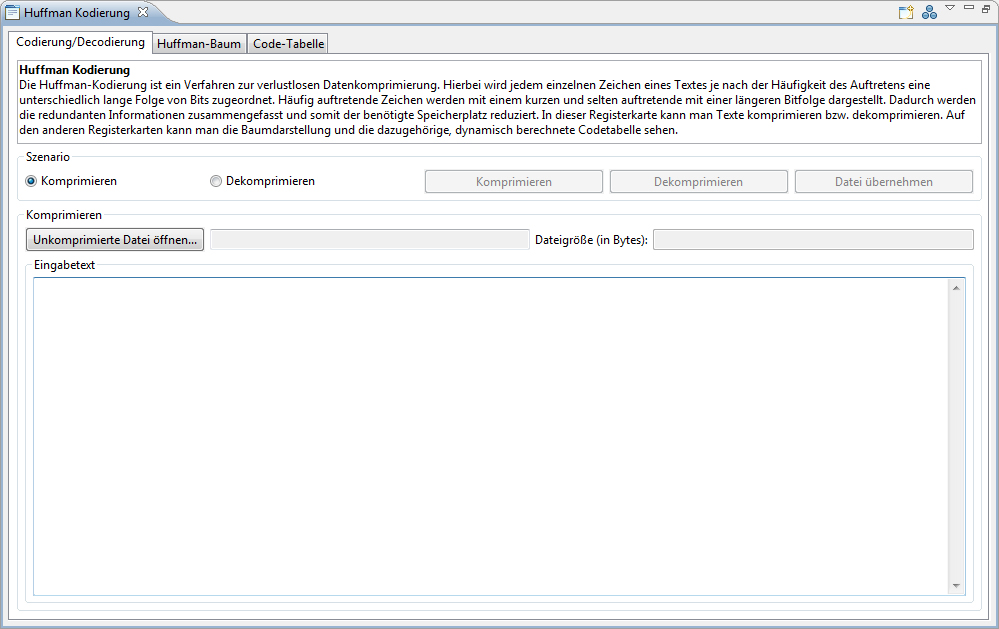 Huffman Kodierung
Codierung/Decodierung
Huffman-Baum
Code-Tabelle
Huffman Kodierung
Die Huffman-Kodierung ist ein Verfahren zur verlustlosen Datenkomprimierung. Hierbei wird jedem einzelnen Zeichen eines Textes je nach der Häufigkeit des Auftretens eine
unterschiedlich lange Folge von Bits zugeordnet. Häufig auftretende Zeichen werden mit einem kurzen und selten auftretende mit einer längeren Bitfolge dargestellt. Dadurch werden
die redundanten Informationen zusammengefasst und somit der benötigte Speicherplatz reduziert. In dieser Registerkarte kann man Texte komprimieren bzw. dekomprimieren. Auf
den anderen Registerkarten kann man die Baumdarstellung und die dazugehörige, dynamisch berechnete Codetabelle sehen.
Szenario
Komprimieren
Dekomprimieren
Komprimieren
Dekomprimieren
Datei übernehmen
Komprimieren
Unkomprimierte Datei öffnen...
Dateigröße (in Bytes):
Eingabetext